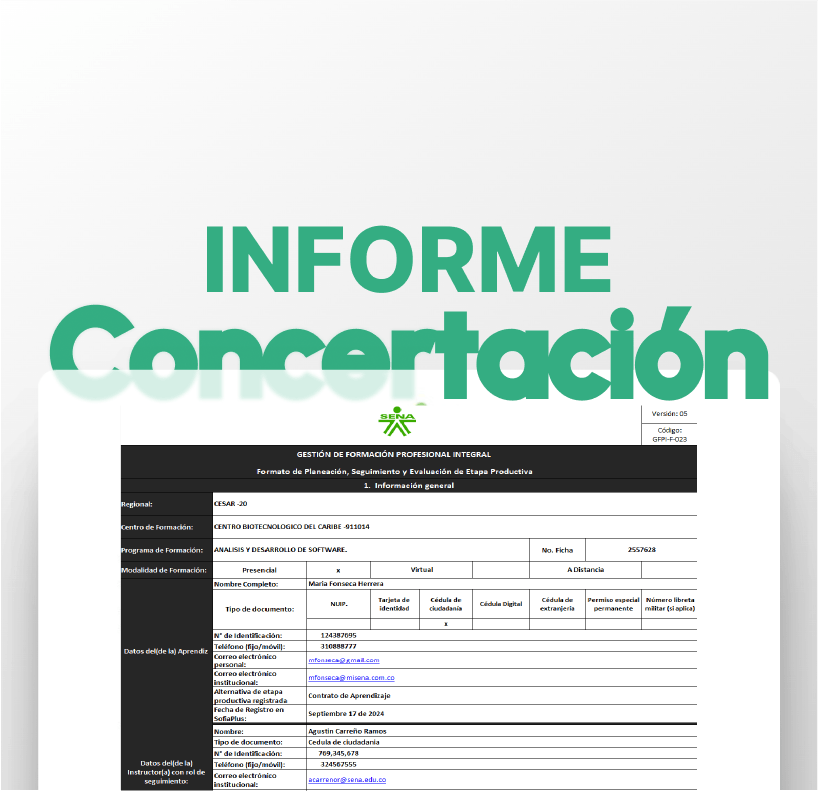 INFORME
Concertación
SENA
Versión: 05
Código:
GFPI-F-023
GESTIÓN DE FORMACIÓN PROFESIONAL INTEGRAL
Formato de Planeación, Seguimiento y Evaluación de Etapa Productiva
1. Información general
Regional: CESAR -20
Centro de Formación: CENTRO BIOTECNOLOGICO DEL CARIBE -911014
Programa de Formación: ANALISIS Y DESARROLLO DE SOFTWARE. No. Ficha 2557628
Modalidad de Formación: Presencial x Virtual A Distancia
Datos del(de la) Aprendiz
Nombre Completo: Maria Fonseca Herrera
Tipo de documento:
NUIP.
Tarjeta de
identidad
Cédula de
ciudadanía
Cédula Digital
Cédula de
extranjería
Permiso especial
permanente
Número libreta
militar (si aplica)
x
N° de Identificación: 124387695
Teléfono (fijo/móvil): 310888777
Correo electrónico
personal:
mfonseca@gmail.com
Correo electrónico
institucional:
mfonseca@misena.com.co
Alternativa de etapa
productiva registrada
Contrato de Aprendizaje
Fecha de Registro en
SofiaPlus:
Septiembre 17 de 2024
Datos del(de la)
Instructor(a) con rol de
seguimiento:
Nombre: Agustin Carreño Ramos
Tipo de documento: Cedula de ciudadania
N° de Identificación: 769,345,678
Teléfono (fijo/móvil): 324567555
Correo electrónico
institucional:
acarrenor@sena.edu.co